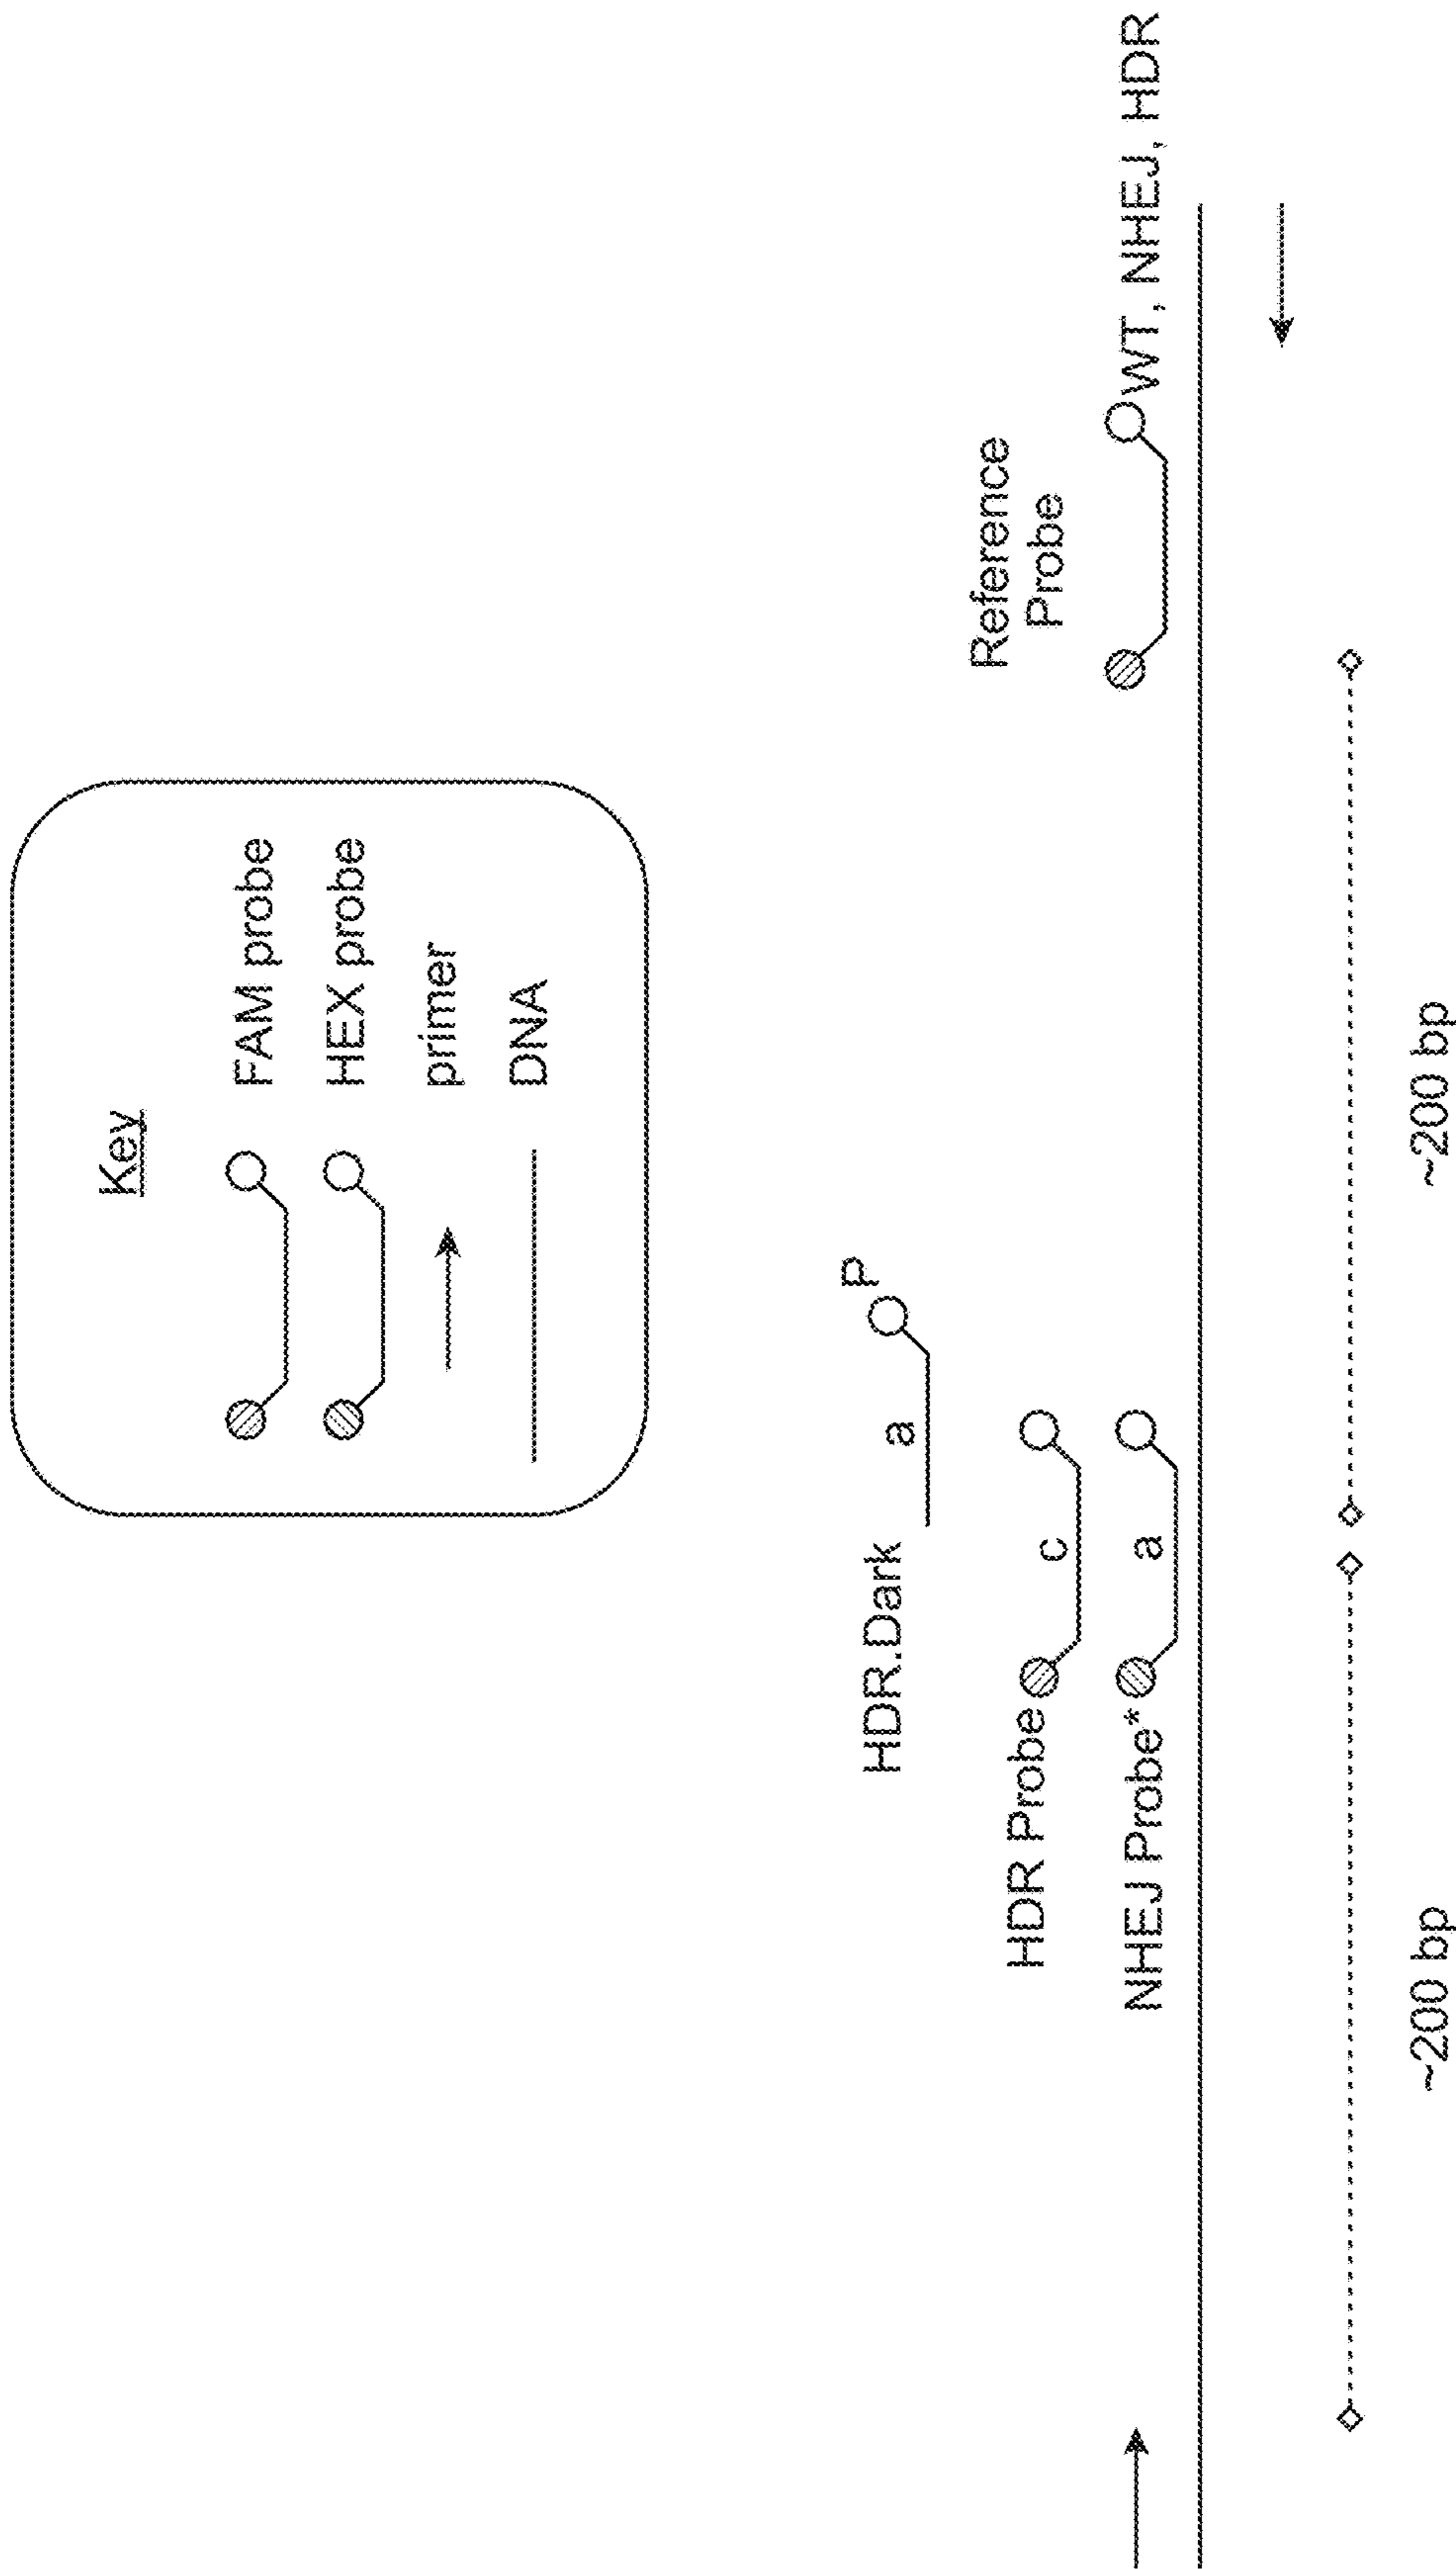 Key
FAM probe
HEX probe
primer
DNA
HDR.Dark
a
P
HDR Probe
c
NHEJ Probe*
a
Reference
Probe
WT, NHEJ, HDR
~200 bp
~200 bp